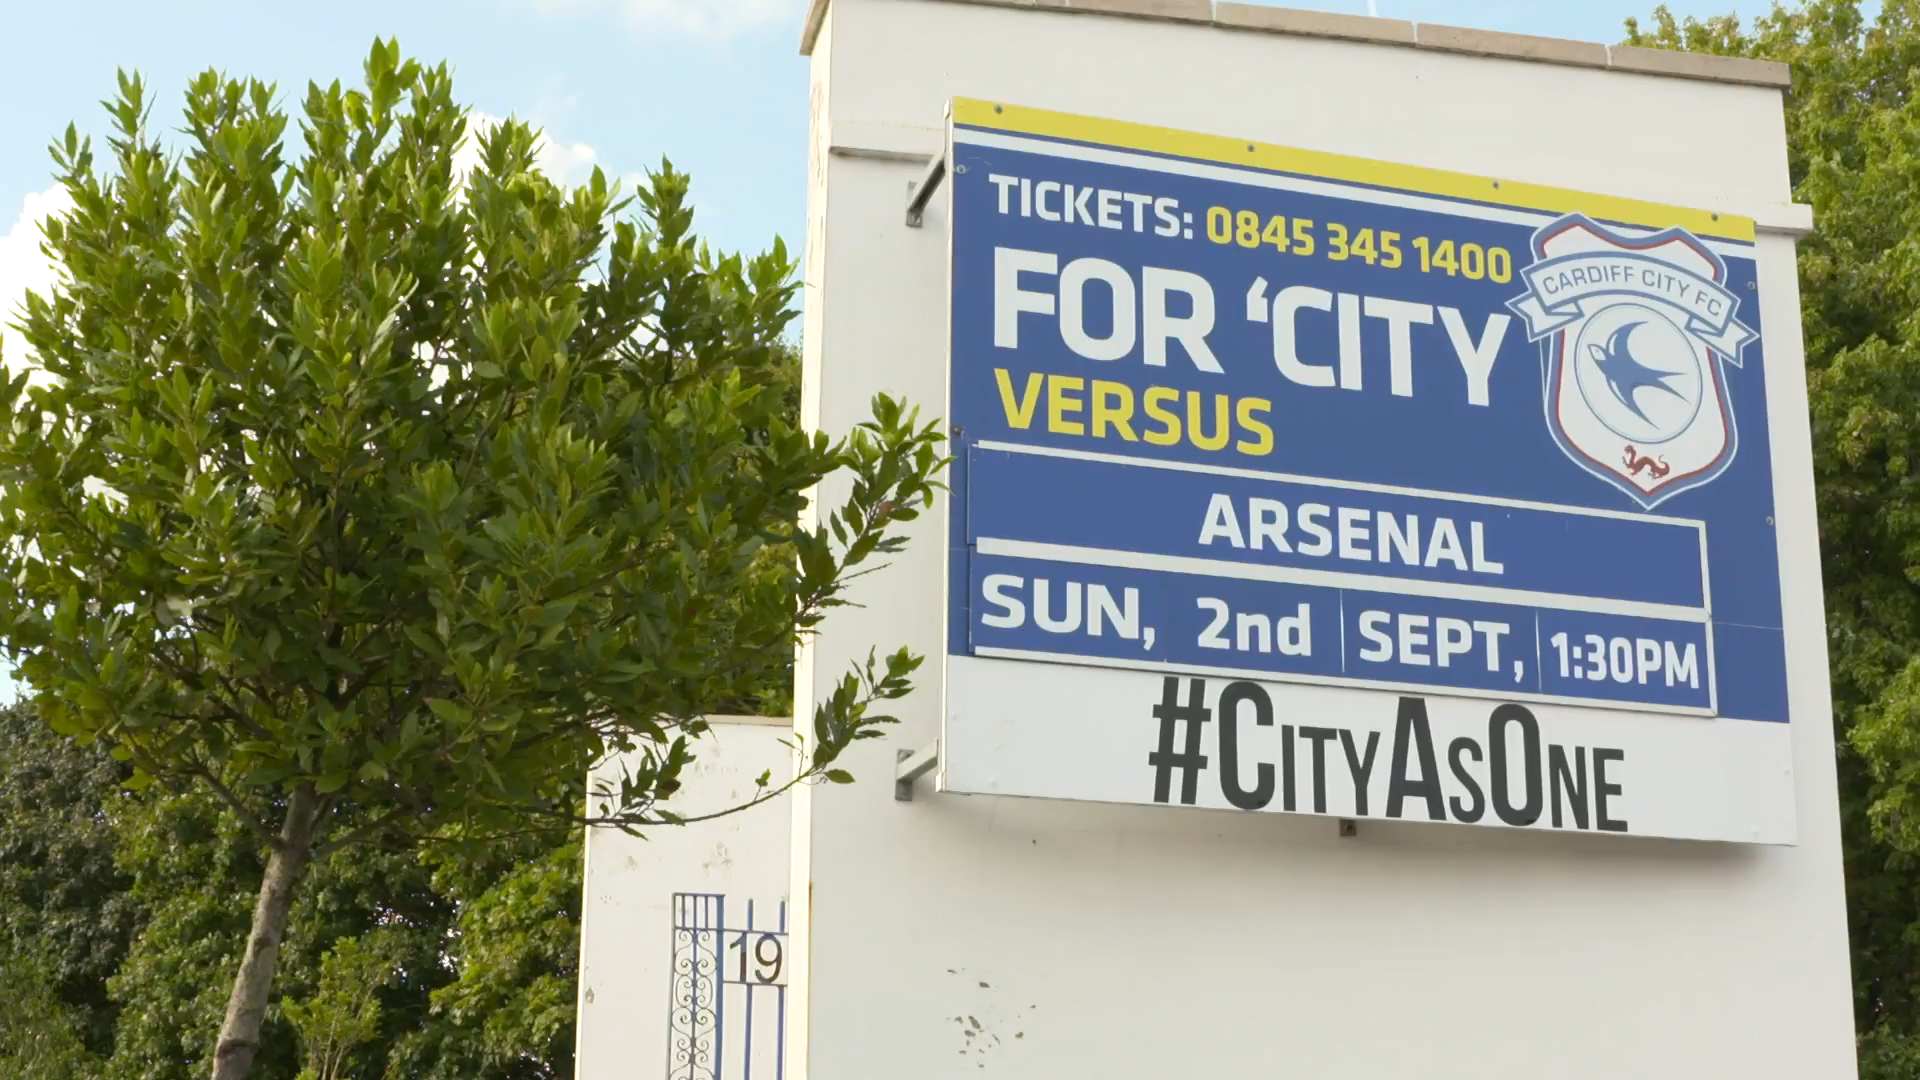 TICKETS: 0845 345 1400
FOR ‘CITY
VERSUS
CARDIFF CITY FC
ARSENAL
SUN, 2nd SEPT, 1:30PM
#CITYASONE
19